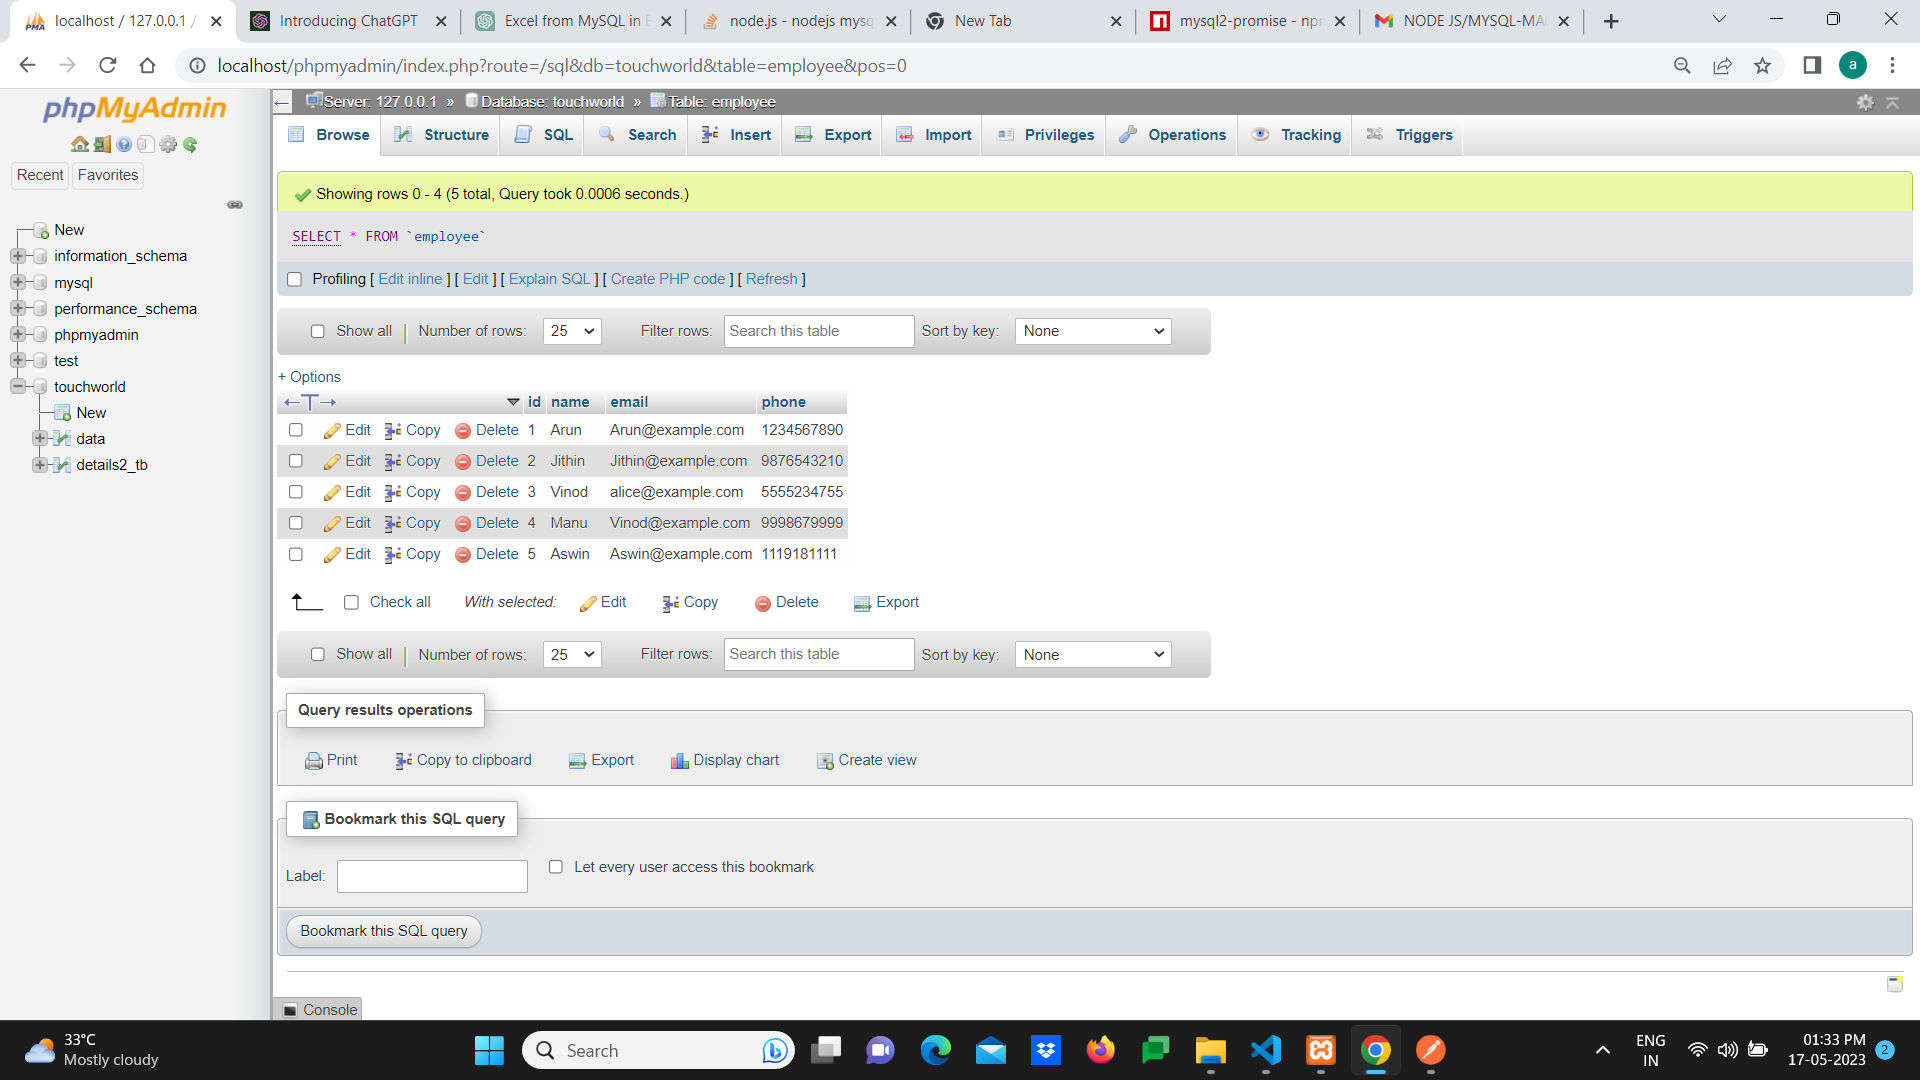 localhost / 127.0.0.1 /
Introducing ChatGPT
Excel from MySQL in E
node.js - nodejs mysq
New Tab
mysql2-promise - npm
NODE JS/MYSQL-MA
localhost/phpmyadmin/index.php?route=/sql&db=touchworld&table=employee&pos=0
a
phpMyAdmin
Recent Favorites
New
information_schema
mysql
performance_schema
phpmyadmin
test
touchworld
New
data
details2_tb
Server: 127.0.0.1 » Database: touchworld » Table: employee
Browse Structure SQL Search Insert Export Import Privileges Operations Tracking Triggers
Showing rows 0 - 4 (5 total, Query took 0.0006 seconds.)
SELECT * FROM `employee`
Profiling [ Edit inline ] [ Edit ] [ Explain SQL ] [ Create PHP code ] [ Refresh ]
Show all | Number of rows: 25 Filter rows: Search this table Sort by key: None
+ Options
←T→ id name email phone
Edit Copy Delete 1 Arun Arun@example.com 1234567890
Edit Copy Delete 2 Jithin Jithin@example.com 9876543210
Edit Copy Delete 3 Vinod alice@example.com 5555234755
Edit Copy Delete 4 Manu Vinod@example.com 9998679999
Edit Copy Delete 5 Aswin Aswin@example.com 1119181111
Check all With selected: Edit Copy Delete Export
Show all | Number of rows: 25 Filter rows: Search this table Sort by key: None
Query results operations
Print Copy to clipboard Export Display chart Create view
Bookmark this SQL query
Label: Let every user access this bookmark
Bookmark this SQL query
Console
33°C
Mostly cloudy
Search
ENG
IN
01:33 PM
17-05-2023
2